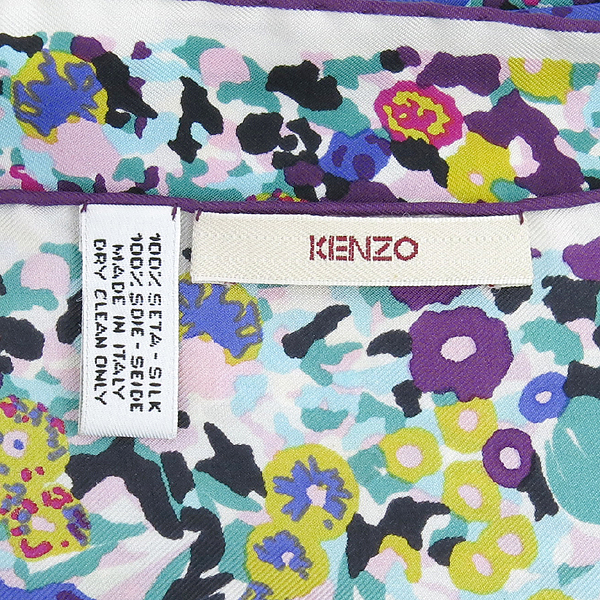 KENZO
100% SETA - SILK
100% SOIE - SEIDE
MADE IN ITALY
DRY CLEAN ONLY